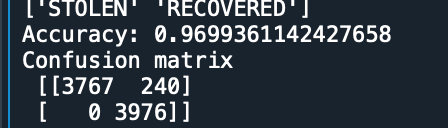 ['STOLEN' 'RECOVERED']
Accuracy: 0.9699361142427658
Confusion matrix
[[3767  240]
[   0 3976]]